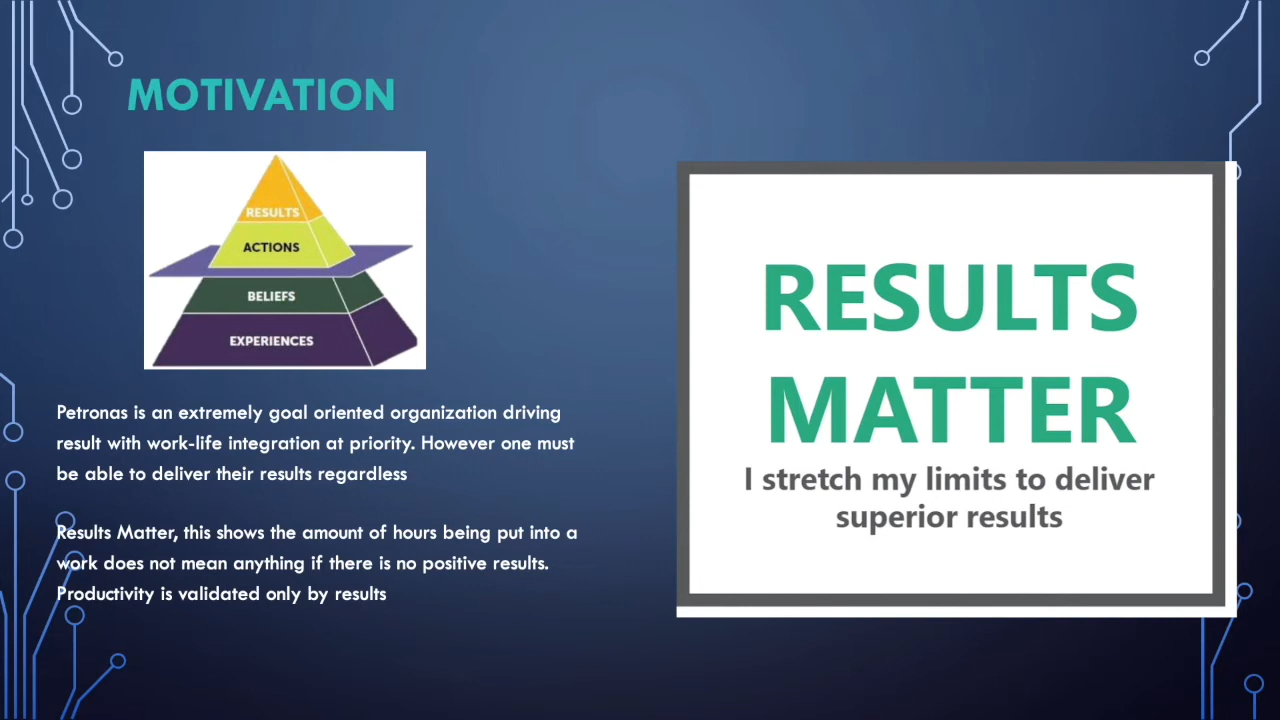 MOTIVATION
RESULTS
ACTIONS
BELIEFS
EXPERIENCES
Petronas is an extremely goal oriented organization driving
result with work-life integration at priority. However one must
be able to deliver their results regardless
Results Matter, this shows the amount of hours being put into a
work does not mean anything if there is no positive results.
Productivity is validated only by results
RESULTS
MATTER
I stretch my limits to deliver
superior results